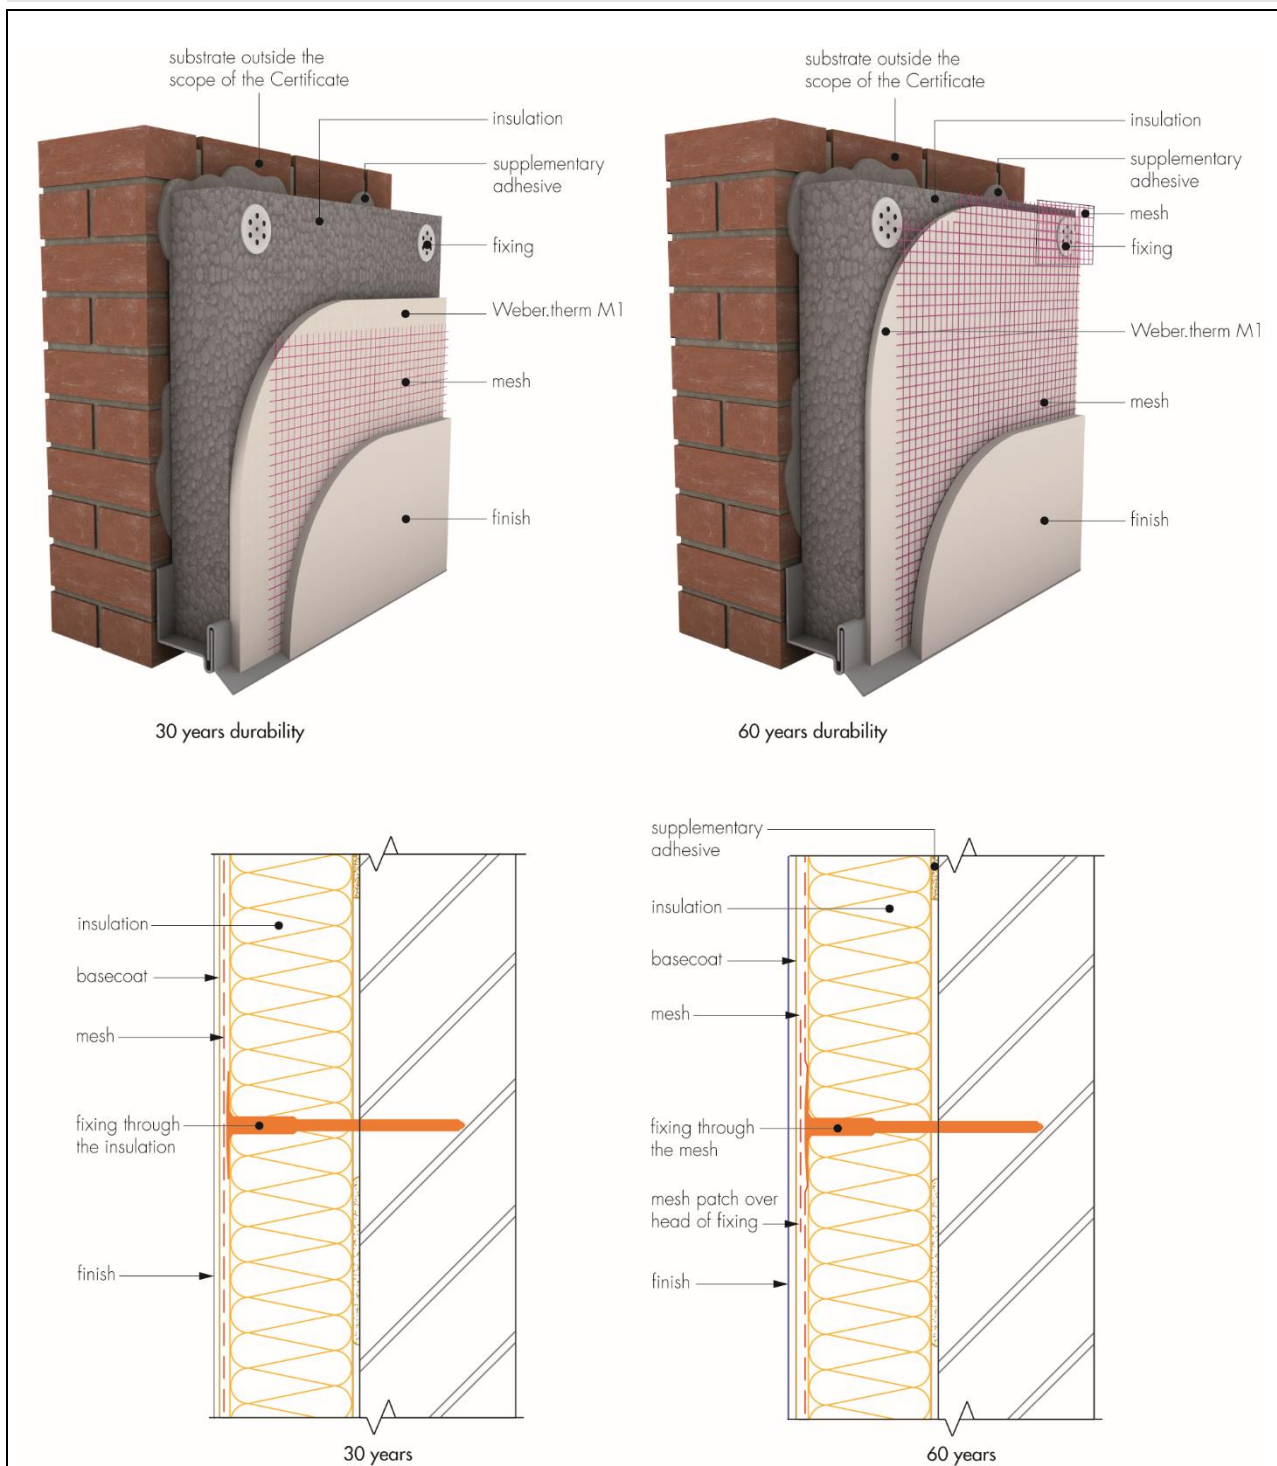 substrate outside the
scope of the Certificate
insulation
supplementary
adhesive
fixing
Weber.therm M1
mesh
finish
30 years durability
substrate outside the
scope of the Certificate
insulation
supplementary
adhesive
mesh
fixing
Weber.therm M1
mesh
finish
60 years durability
insulation
basecoat
mesh
fixing through
the insulation
finish
30 years
supplementary
adhesive
insulation
basecoat
mesh
fixing through
the mesh
mesh patch over
head of fixing
finish
60 years